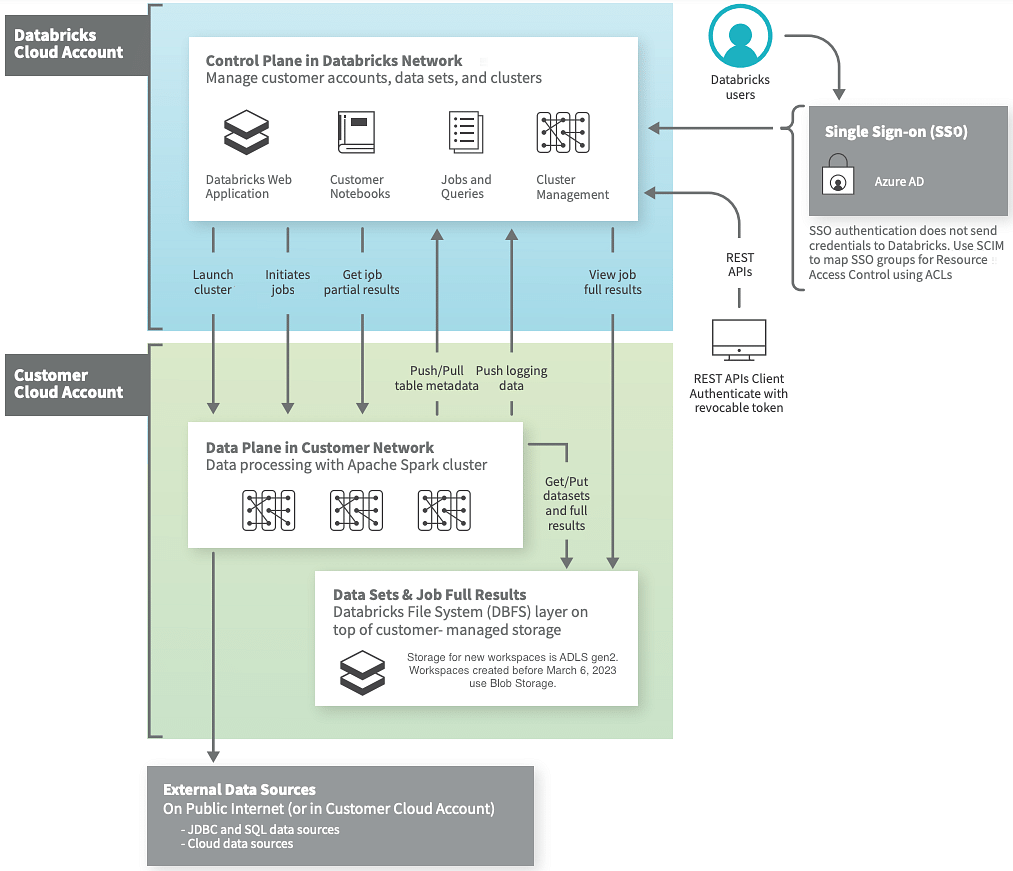 Databricks
Cloud Account
Control Plane in Databricks Network
Manage customer accounts, data sets, and clusters
Databricks Web
Application
Customer
Notebooks
Jobs and
Queries
Cluster
Management
Databricks
users
Single Sign-on (SSO)
Azure AD
SSO authentication does not send
credentials to Databricks. Use SCIM
to map SSO groups for Resource
Access Control using ACLs
REST
APIs
REST APIs Client
Authenticate with
revocable token
Launch
cluster
Initiates
jobs
Get job
partial results
View job
full results
Customer
Cloud Account
Push/Pull
table metadata
Push logging
data
Data Plane in Customer Network
Data processing with Apache Spark cluster
Get/Put
datasets
and full
results
Data Sets & Job Full Results
Databricks File System (DBFS) layer on
top of customer- managed storage
Storage for new workspaces is ADLS gen2.
Workspaces created before March 6, 2023
use Blob Storage.
External Data Sources
On Public Internet (or in Customer Cloud Account)
- JDBC and SQL data sources
- Cloud data sources